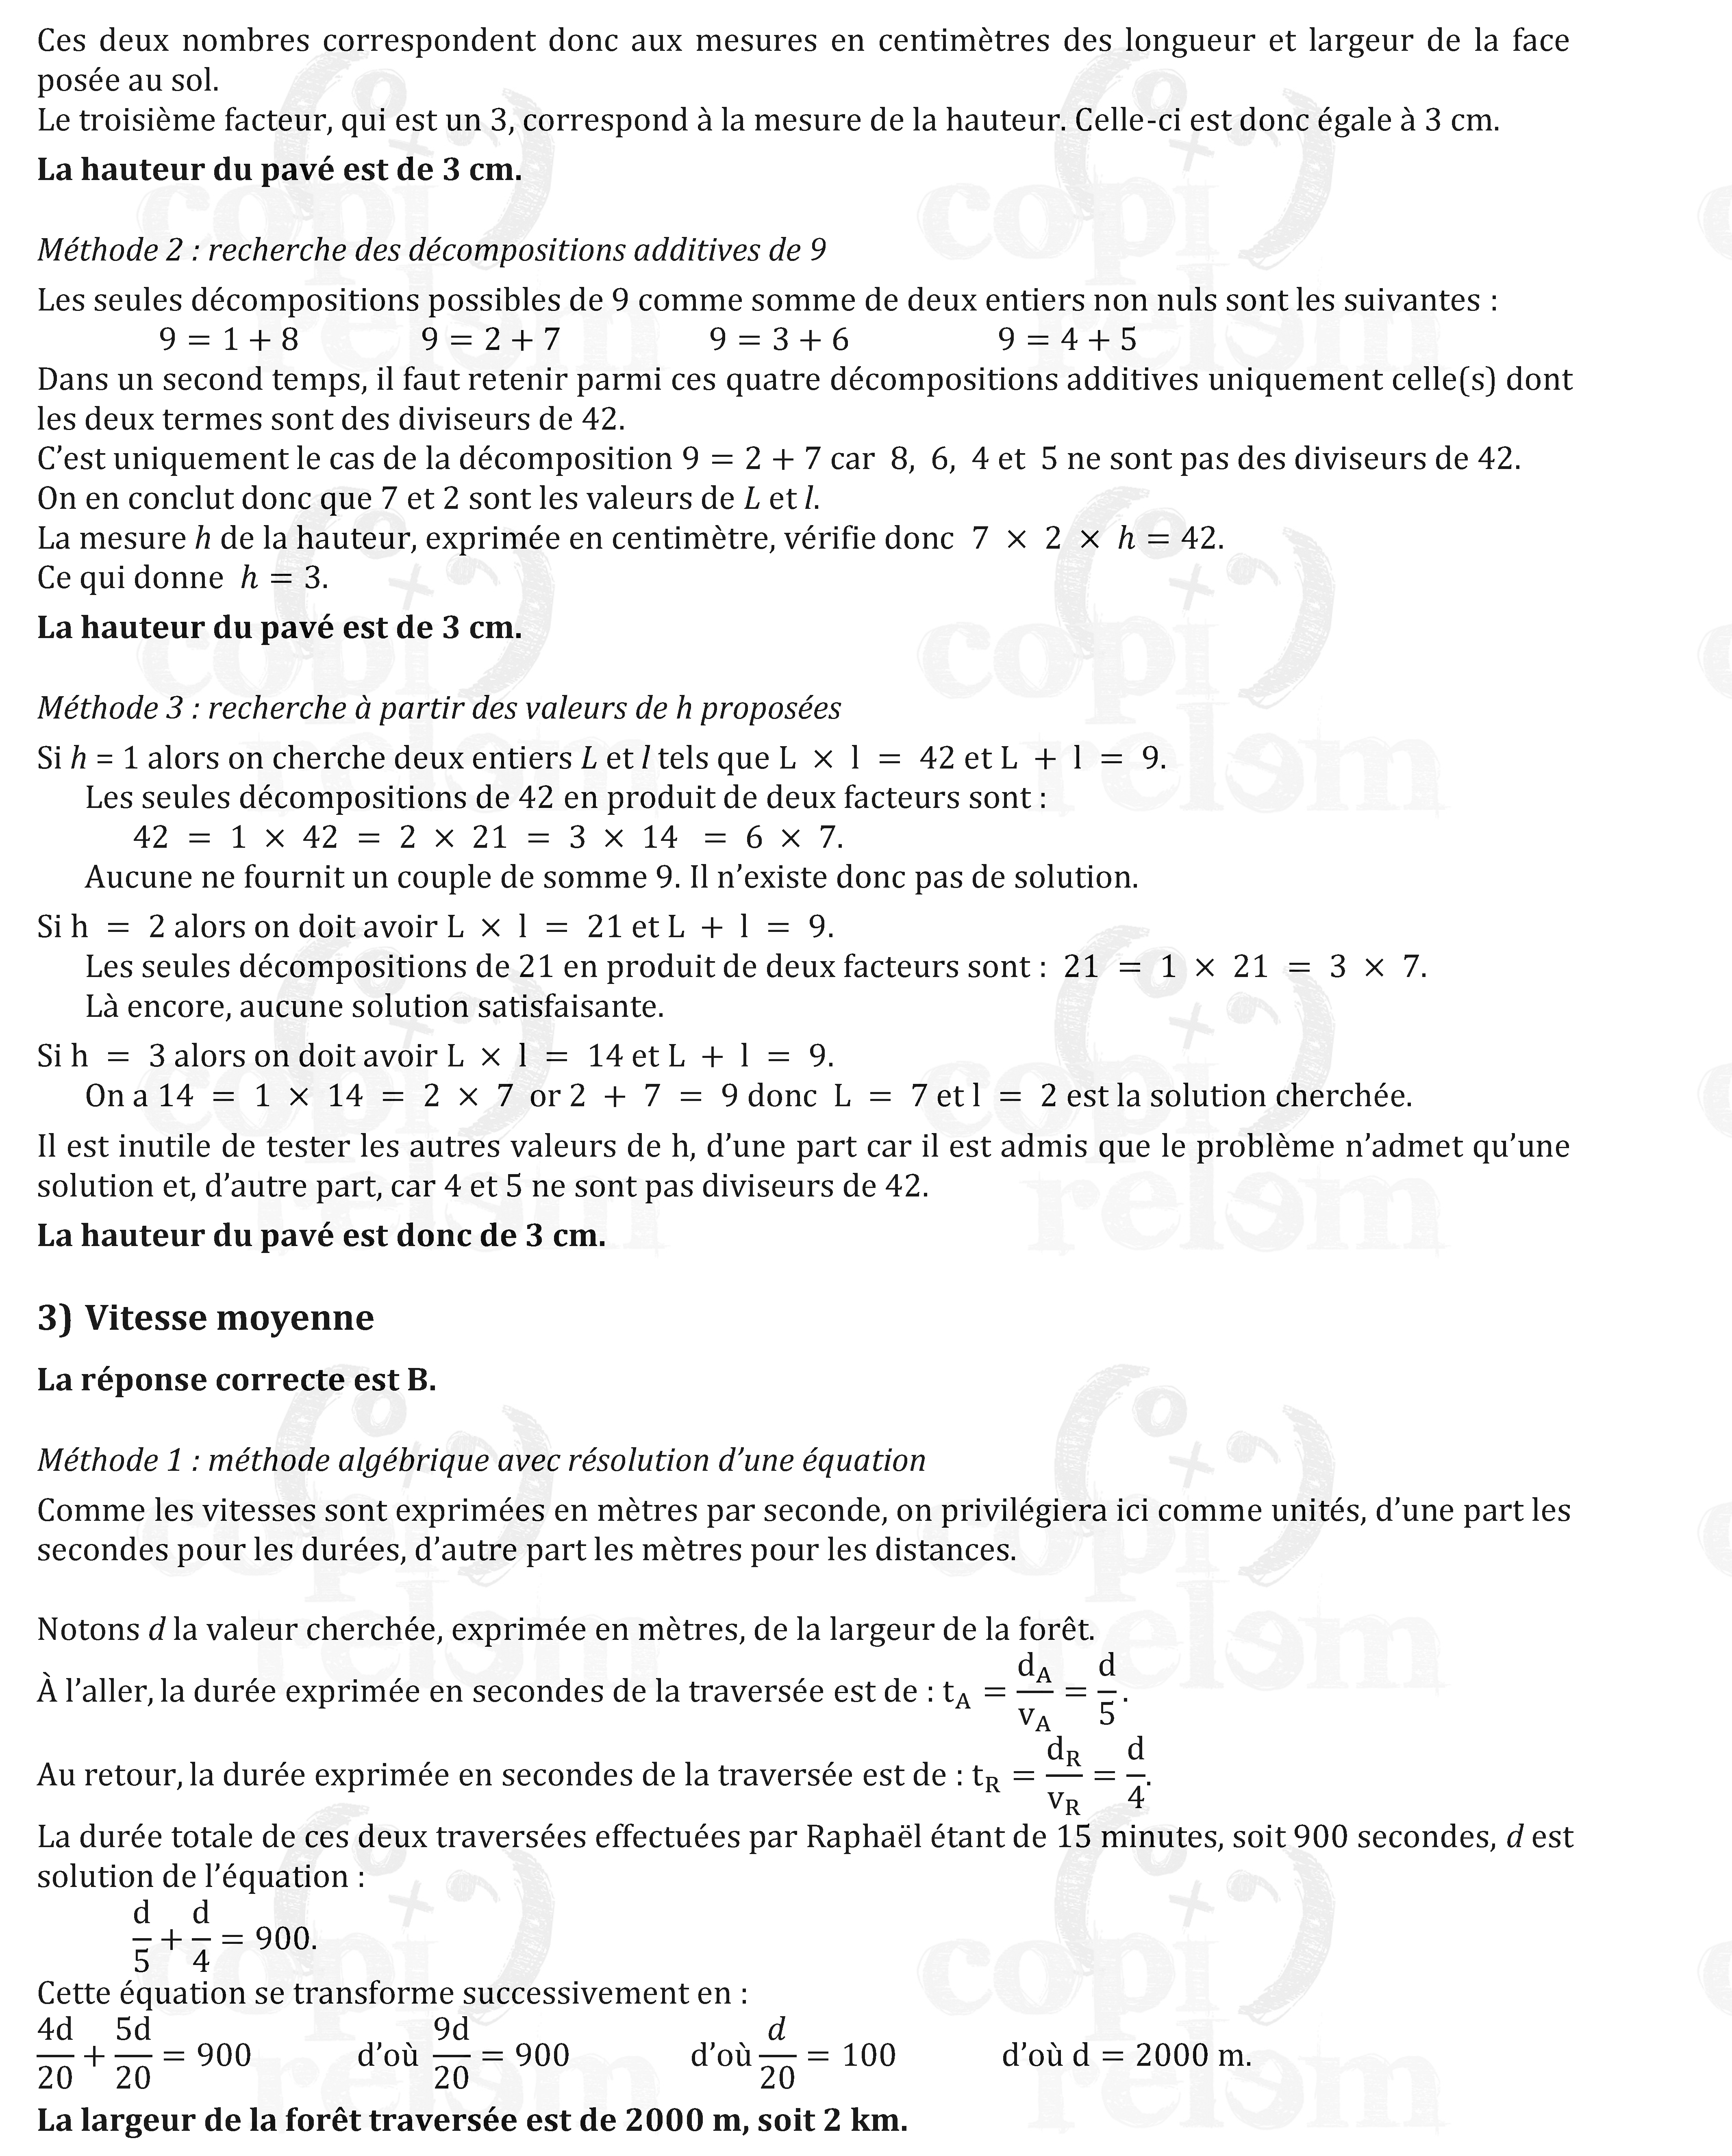 Ces deux nombres correspondent donc aux mesures en centimètres des longueur et largeur de la face
posée au sol.
Le troisième facteur, qui est un 3, correspond à la mesure de la hauteur. Celle-ci est donc égale à 3 cm.
La hauteur du pavé est de 3 cm.
Méthode 2 : recherche des décompositions additives de 9
Les seules décompositions possibles de 9 comme somme de deux entiers non nuls sont les suivantes :
9 = 1 + 8 9 = 2 + 7 9 = 3 + 6 9 = 4 + 5
Dans un second temps, il faut retenir parmi ces quatre décompositions additives uniquement celle(s) dont
les deux termes sont des diviseurs de 42.
C’est uniquement le cas de la décomposition 9 = 2 + 7 car 8, 6, 4 et 5 ne sont pas des diviseurs de 42.
On en conclut donc que 7 et 2 sont les valeurs de L et l.
La mesure h de la hauteur, exprimée en centimètre, vérifie donc 7 × 2 × h = 42.
Ce qui donne h = 3.
La hauteur du pavé est de 3 cm.
Méthode 3 : recherche à partir des valeurs de h proposées
Si h = 1 alors on cherche deux entiers L et l tels que L × l = 42 et L + l = 9.
Les seules décompositions de 42 en produit de deux facteurs sont :
42 = 1 × 42 = 2 × 21 = 3 × 14 = 6 × 7.
Aucune ne fournit un couple de somme 9. Il n’existe donc pas de solution.
Si h = 2 alors on doit avoir L × l = 21 et L + l = 9.
Les seules décompositions de 21 en produit de deux facteurs sont : 21 = 1 × 21 = 3 × 7.
Là encore, aucune solution satisfaisante.
Si h = 3 alors on doit avoir L × l = 14 et L + l = 9.
On a 14 = 1 × 14 = 2 × 7 or 2 + 7 = 9 donc L = 7 et l = 2 est la solution cherchée.
Il est inutile de tester les autres valeurs de h, d’une part car il est admis que le problème n’admet qu’une
solution et, d’autre part, car 4 et 5 ne sont pas diviseurs de 42.
La hauteur du pavé est donc de 3 cm.
3) Vitesse moyenne
La réponse correcte est B.
Méthode 1 : méthode algébrique avec résolution d’une équation
Comme les vitesses sont exprimées en mètres par seconde, on privilégiera ici comme unités, d’une part les
secondes pour les durées, d’autre part les mètres pour les distances.
Notons d la valeur cherchée, exprimée en mètres, de la largeur de la forêt.
À l’aller, la durée exprimée en secondes de la traversée est de : t_A = d_A/v_A = d/5.
Au retour, la durée exprimée en secondes de la traversée est de : t_R = d_R/v_R = d/4.
La durée totale de ces deux traversées effectuées par Raphaël étant de 15 minutes, soit 900 secondes, d est
solution de l’équation :
d/5 + d/4 = 900.
Cette équation se transforme successivement en :
4d/20 + 5d/20 = 900 d’où 9d/20 = 900 d’où d/20 = 100 d’où d = 2000 m.
La largeur de la forêt traversée est de 2000 m, soit 2 km.